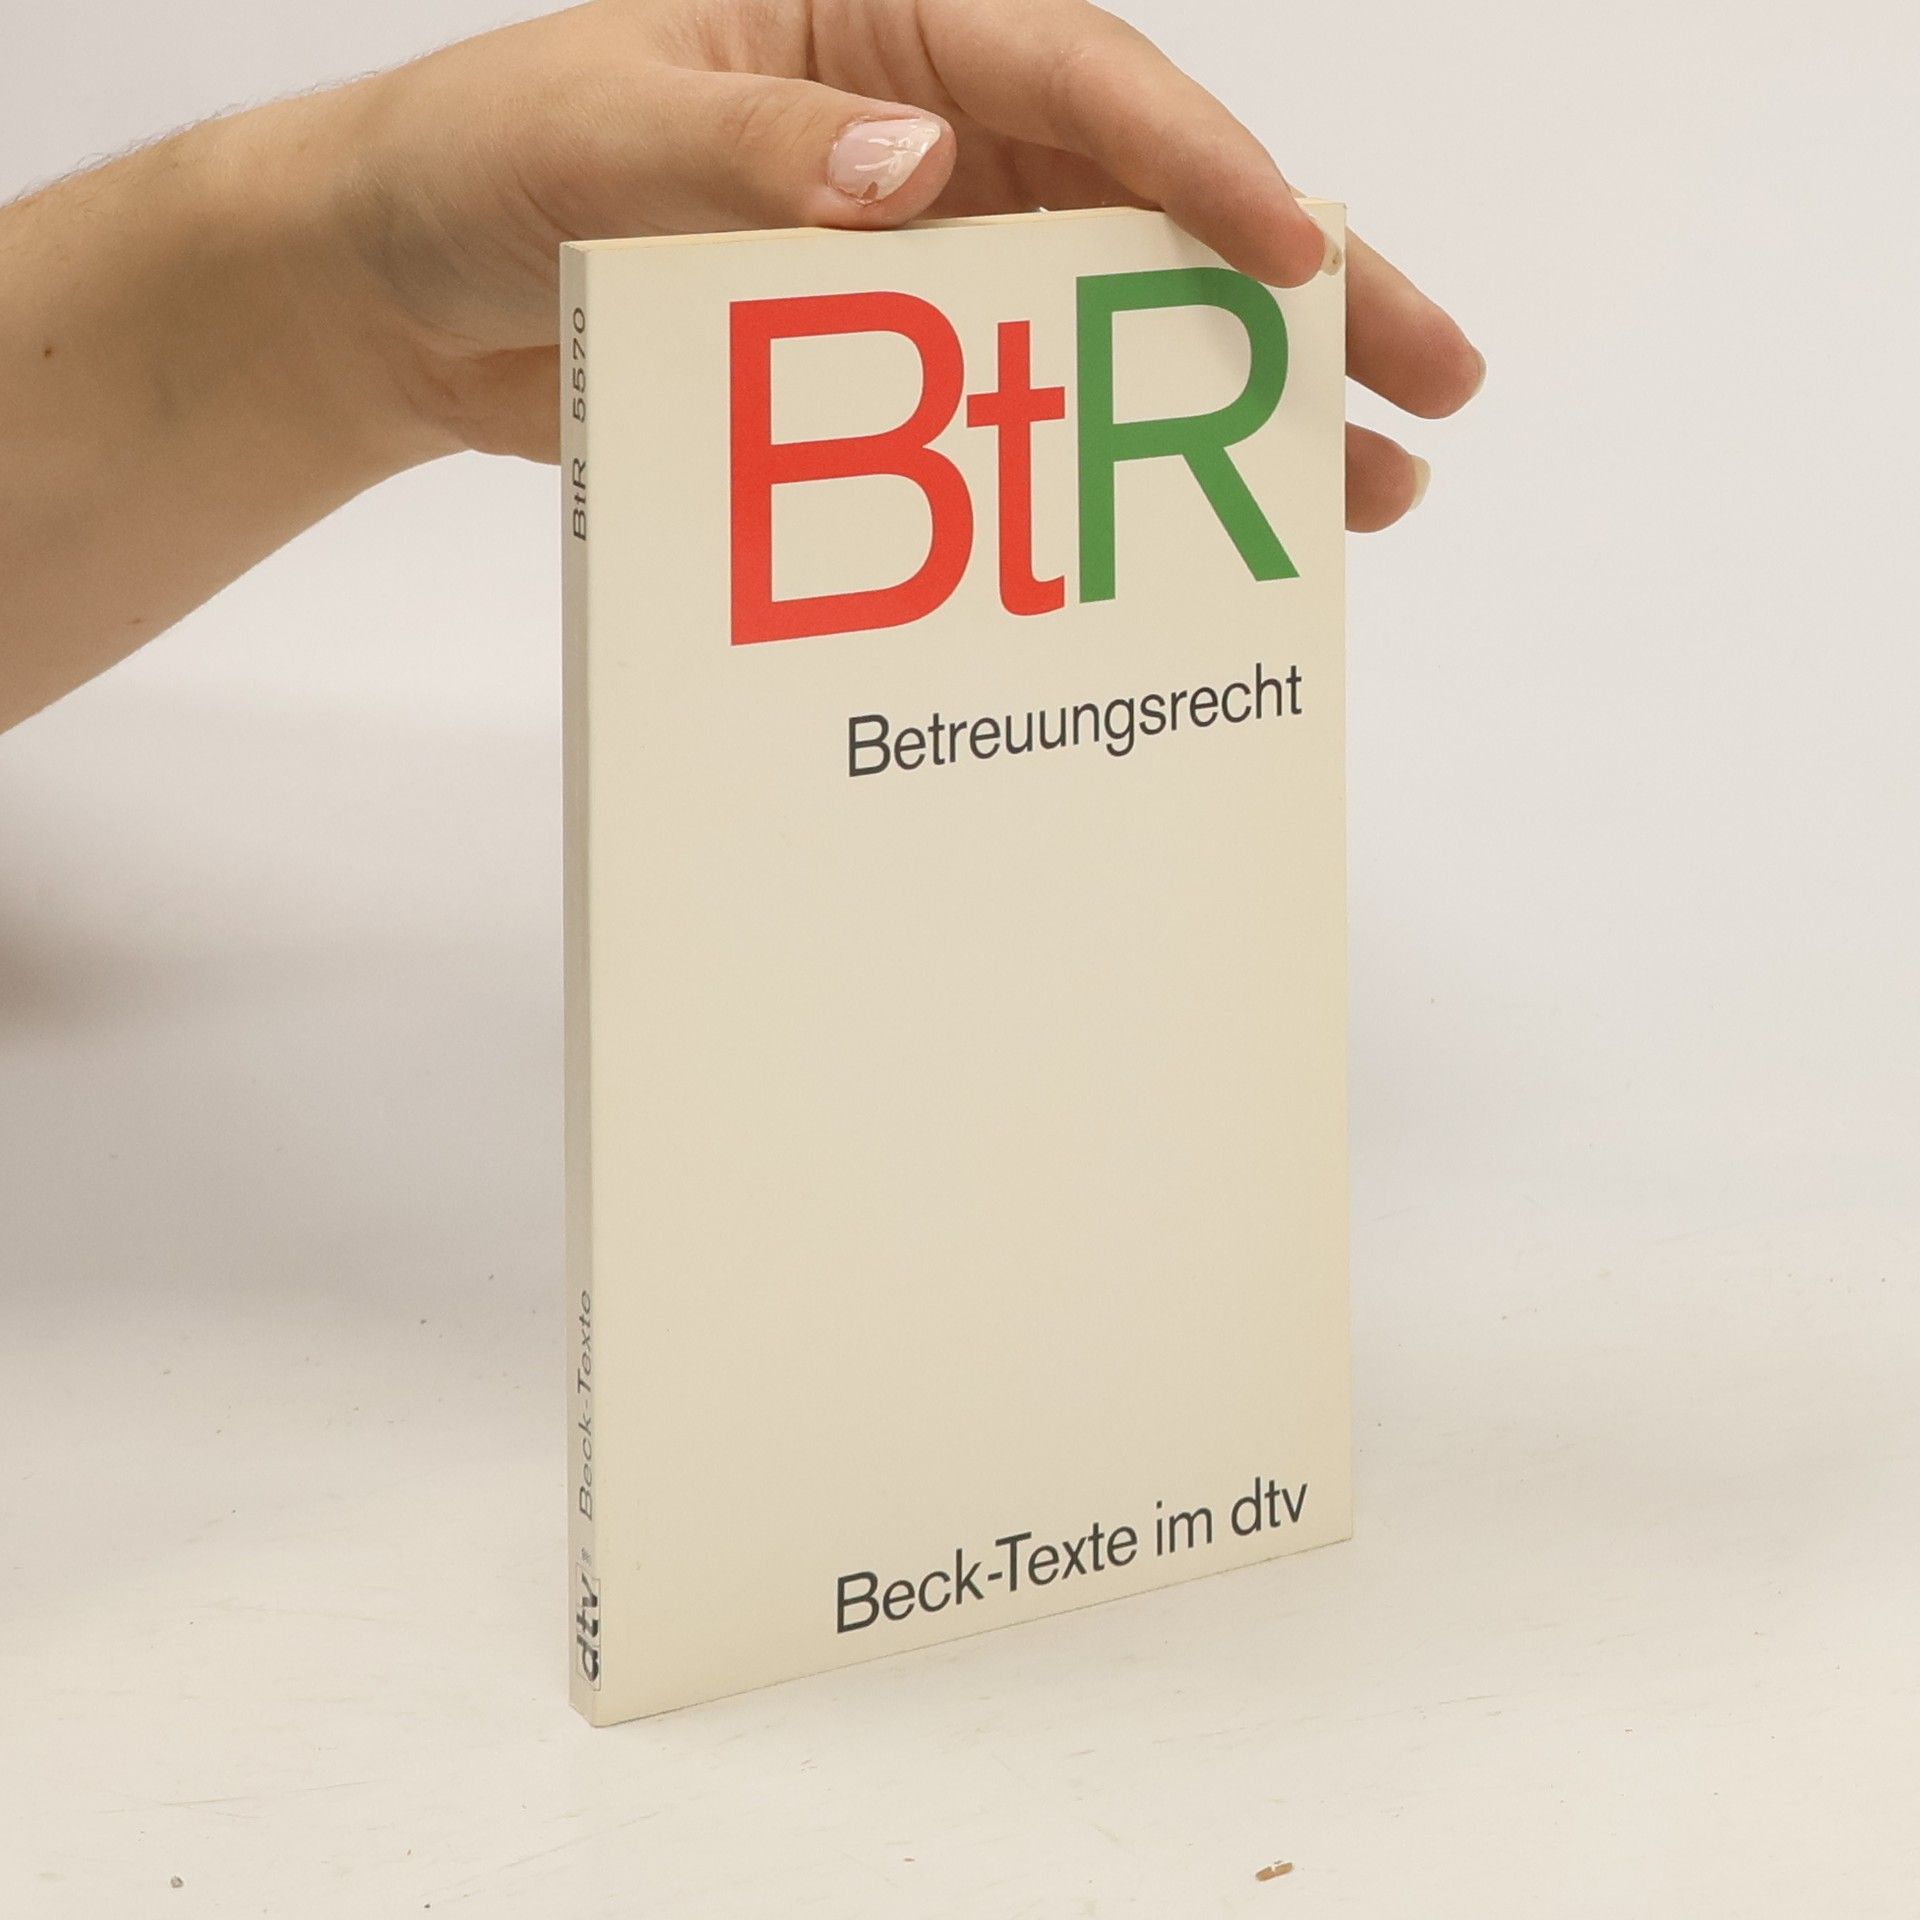 BtR
Betreuungsrecht
Beck-Texte im dtv
BtR 5570
Beck-Texte
dtv